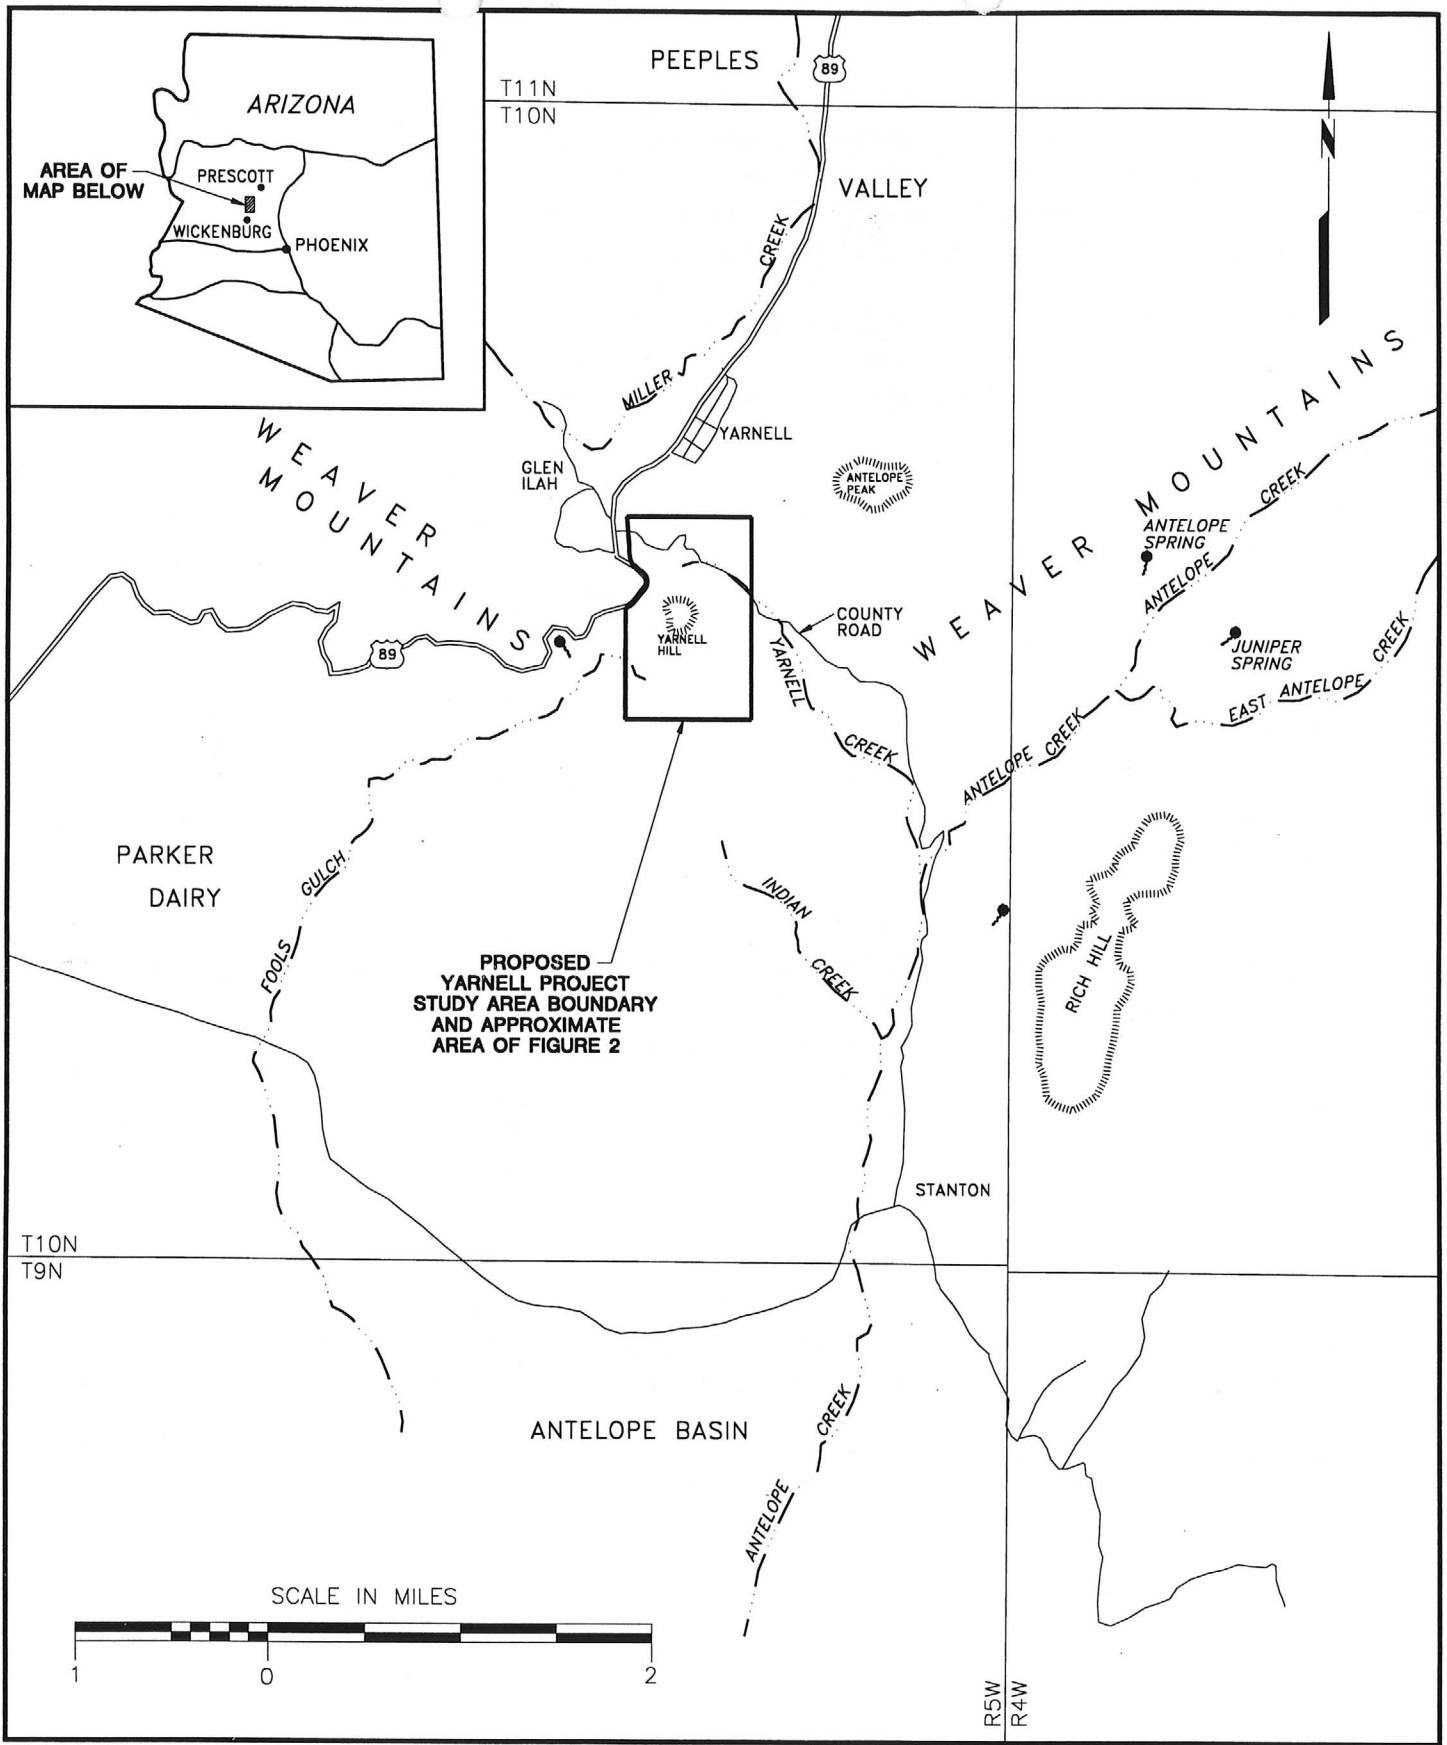 ARIZONA
AREA OF
MAP BELOW
PRESCOTT
WICKENBURG
PHOENIX
PEEPLES
89
T11N
T10N
VALLEY
N
CREEK
MILLER
YARNELL
GLEN
ILAH
ANTELOPE
PEAK
WEAVER
MOUNTAINS
WEAVER MOUNTAINS
CREEK
ANTELOPE
SPRING
ANTELOPE
JUNIPER
SPRING
CREEK
EAST ANTELOPE
COUNTY
ROAD
YARNELL
HILL
89
YARNELL
CREEK
ANTELOPE CREEK
PARKER
DAIRY
GULCH
FOOLS
INDIAN
CREEK
RICH HILL
PROPOSED
YARNELL PROJECT
STUDY AREA BOUNDARY
AND APPROXIMATE
AREA OF FIGURE 2
STANTON
T10N
T9N
ANTELOPE BASIN
CREEK
ANTELOPE
SCALE IN MILES
1 0 2
R5W
R4W